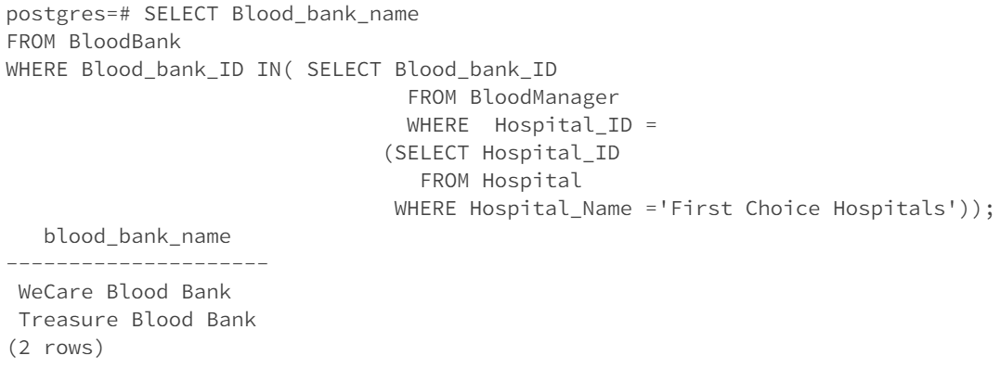 postgres=# SELECT Blood_bank_name
FROM BloodBank
WHERE Blood_bank_ID IN( SELECT Blood_bank_ID
FROM BloodManager
WHERE  Hospital_ID =
(SELECT Hospital_ID
FROM Hospital
WHERE Hospital_Name ='First Choice Hospitals'));
blood_bank_name
---------------------
WeCare Blood Bank
Treasure Blood Bank
(2 rows)